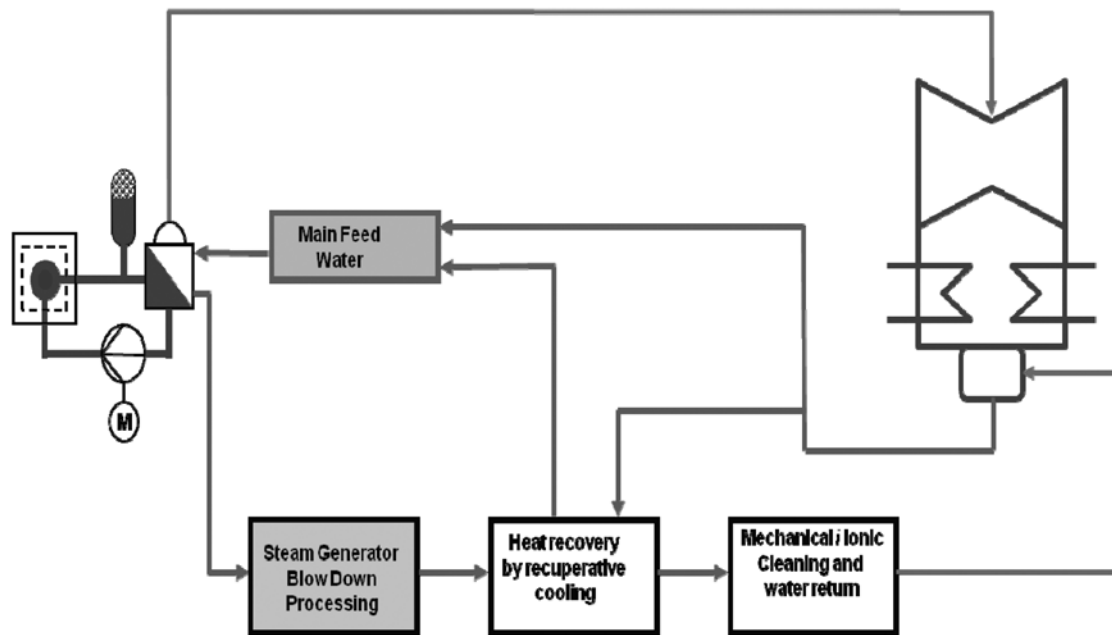 Main Feed
Water
M
Steam Generator
Blow Down
Processing
Heat recovery
by recuperative
cooling
Mechanical i Ionic
Cleaning and
water return